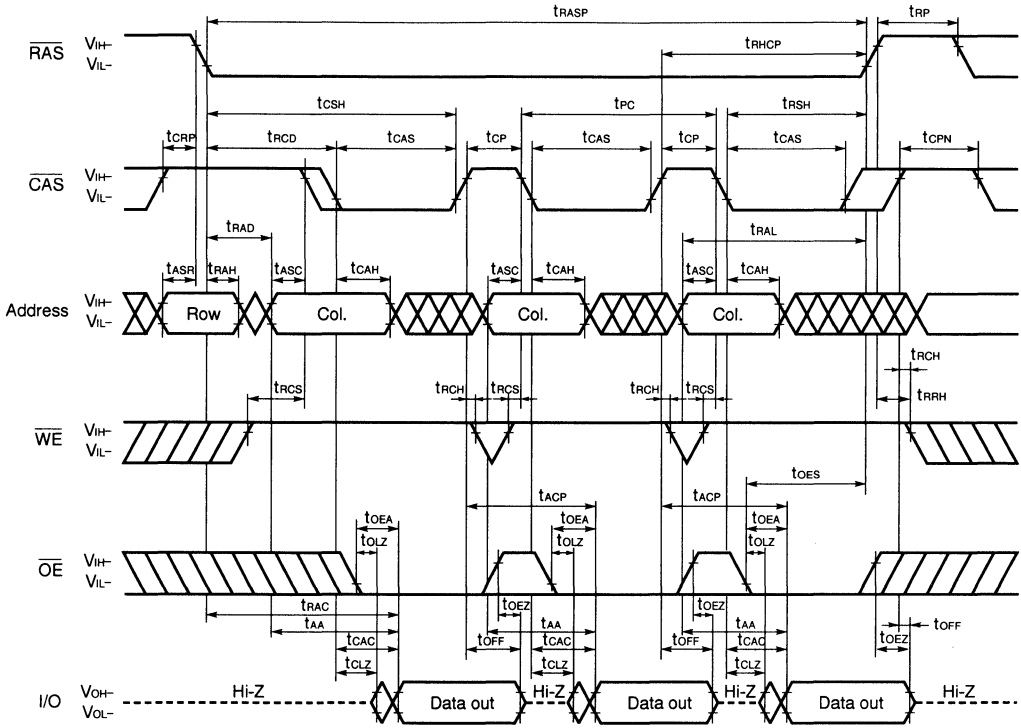 tRASP tRP
RAS VIH– tRHCP
VIL–
tCSH tPC tRSH
tCRP tRCD tCAS tCP tCAS tCP tCAS tCPN
CAS VIH–
VIL–
tRAD tRAL
tASR tRAH tASC tCAH tASC tCAH tASC tCAH
Address VIH– Row Col. Col. Col.
VIL–
tRCH
tRCS tRCH tRCS tRCH tRCS tRRH
WE VIH–
VIL–
tOES
tACP tACP
tOEA tOEA tOEA
tOLZ tOLZ tOLZ
OE VIH–
VIL–
tRAC tOEZ tOEZ
tAA tAA tAA tOFF
tCAC tOFF tCAC tOFF tCAC tOEZ
tCLZ tCLZ tCLZ
I/O VOH– Hi-Z Data out Hi-Z Data out Hi-Z Data out Hi-Z
VOL–